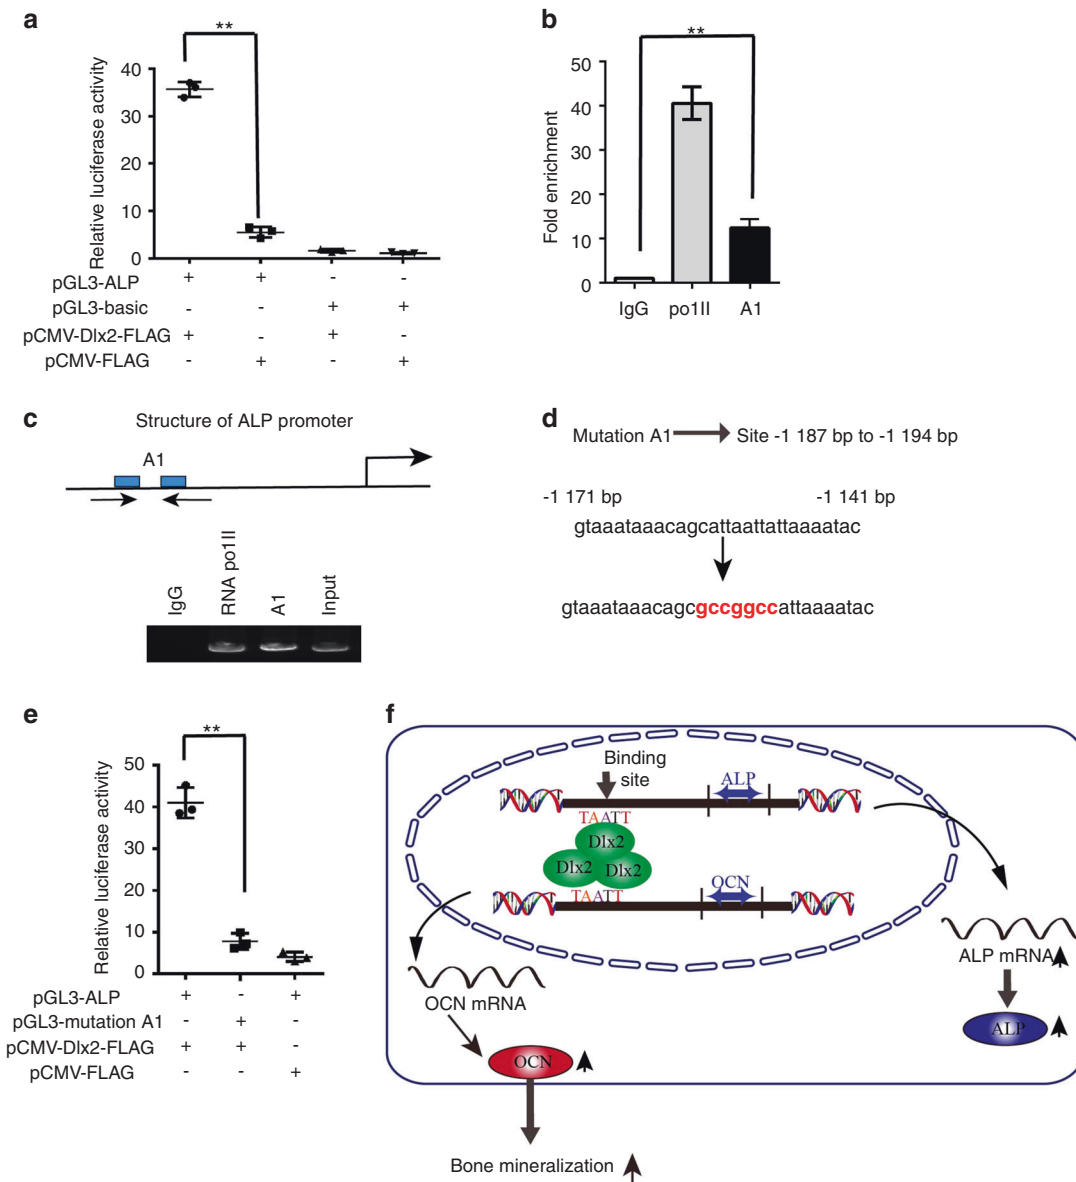 a
**
Relative luciferase activity
40
30
20
10
0
pGL3-ALP + + - -
pGL3-basic - - + +
pCMV-Dlx2-FLAG + - + -
pCMV-FLAG - + - +
b
**
Fold enrichment
50
40
30
20
10
0
IgG po1II A1
c
Structure of ALP promoter
A1
IgG
RNA po1II
A1
Input
d
Mutation A1 Site -1 187 bp to -1 194 bp
-1 171 bp -1 141 bp
gtaaataaacagcattaattattaaaatac
gtaaataaacagcgccggccattaaaatac
e
**
Relative luciferase activity
50
40
30
20
10
0
pGL3-ALP + - +
pGL3-mutation A1 - + -
pCMV-Dlx2-FLAG + + -
pCMV-FLAG - - +
f
Binding
site
ALP
TAATT
Dlx2
Dlx2 Dlx2
TAATT
OCN
OCN mRNA
OCN
Bone mineralization
ALP mRNA
ALP